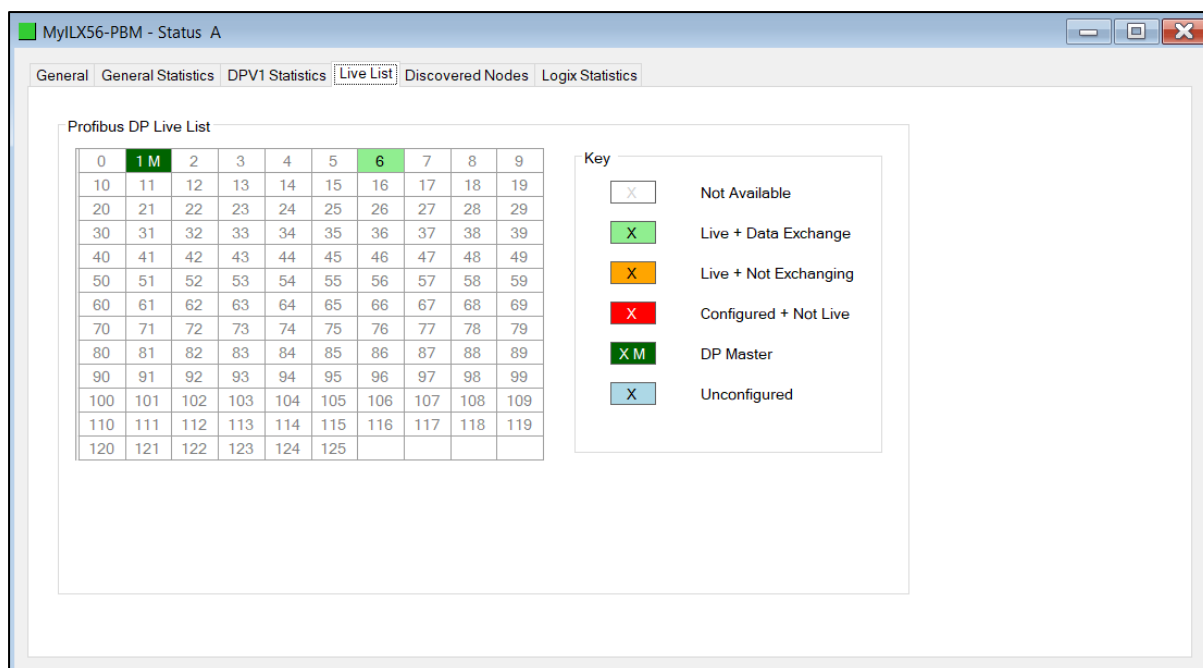 MyILX56-PBM - Status A
General General Statistics DPV1 Statistics Live List Discovered Nodes Logix Statistics
Profibus DP Live List
0 1 M 2 3 4 5 6 7 8 9
10 11 12 13 14 15 16 17 18 19
20 21 22 23 24 25 26 27 28 29
30 31 32 33 34 35 36 37 38 39
40 41 42 43 44 45 46 47 48 49
50 51 52 53 54 55 56 57 58 59
60 61 62 63 64 65 66 67 68 69
70 71 72 73 74 75 76 77 78 79
80 81 82 83 84 85 86 87 88 89
90 91 92 93 94 95 96 97 98 99
100 101 102 103 104 105 106 107 108 109
110 111 112 113 114 115 116 117 118 119
120 121 122 123 124 125
Key
X Not Available
X Live + Data Exchange
X Live + Not Exchanging
X Configured + Not Live
X M DP Master
X Unconfigured